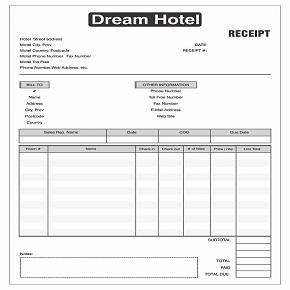 Dream Hotel
RECEIPT
Hotel Street address
Motel City, Prov
Motel Country, Postcode
Motel Phone Number Fax Number
Motel Toll Free
Phone Number/Web Address, etc.
DATE:
RECEIPT #:
BILL TO
#
Name
Address
City, Prov
Postcode
Country
OTHER INFORMATION
Phone Number
Toll Free Number
Fax Number
E-Mail Address
Web Site
Sales Rep. Name Date COD Due Date
Room # Name Check in Check out # of Nites Price / nite Line Total
SUBTOTAL
Notes:
TOTAL
PAID
TOTAL DUE